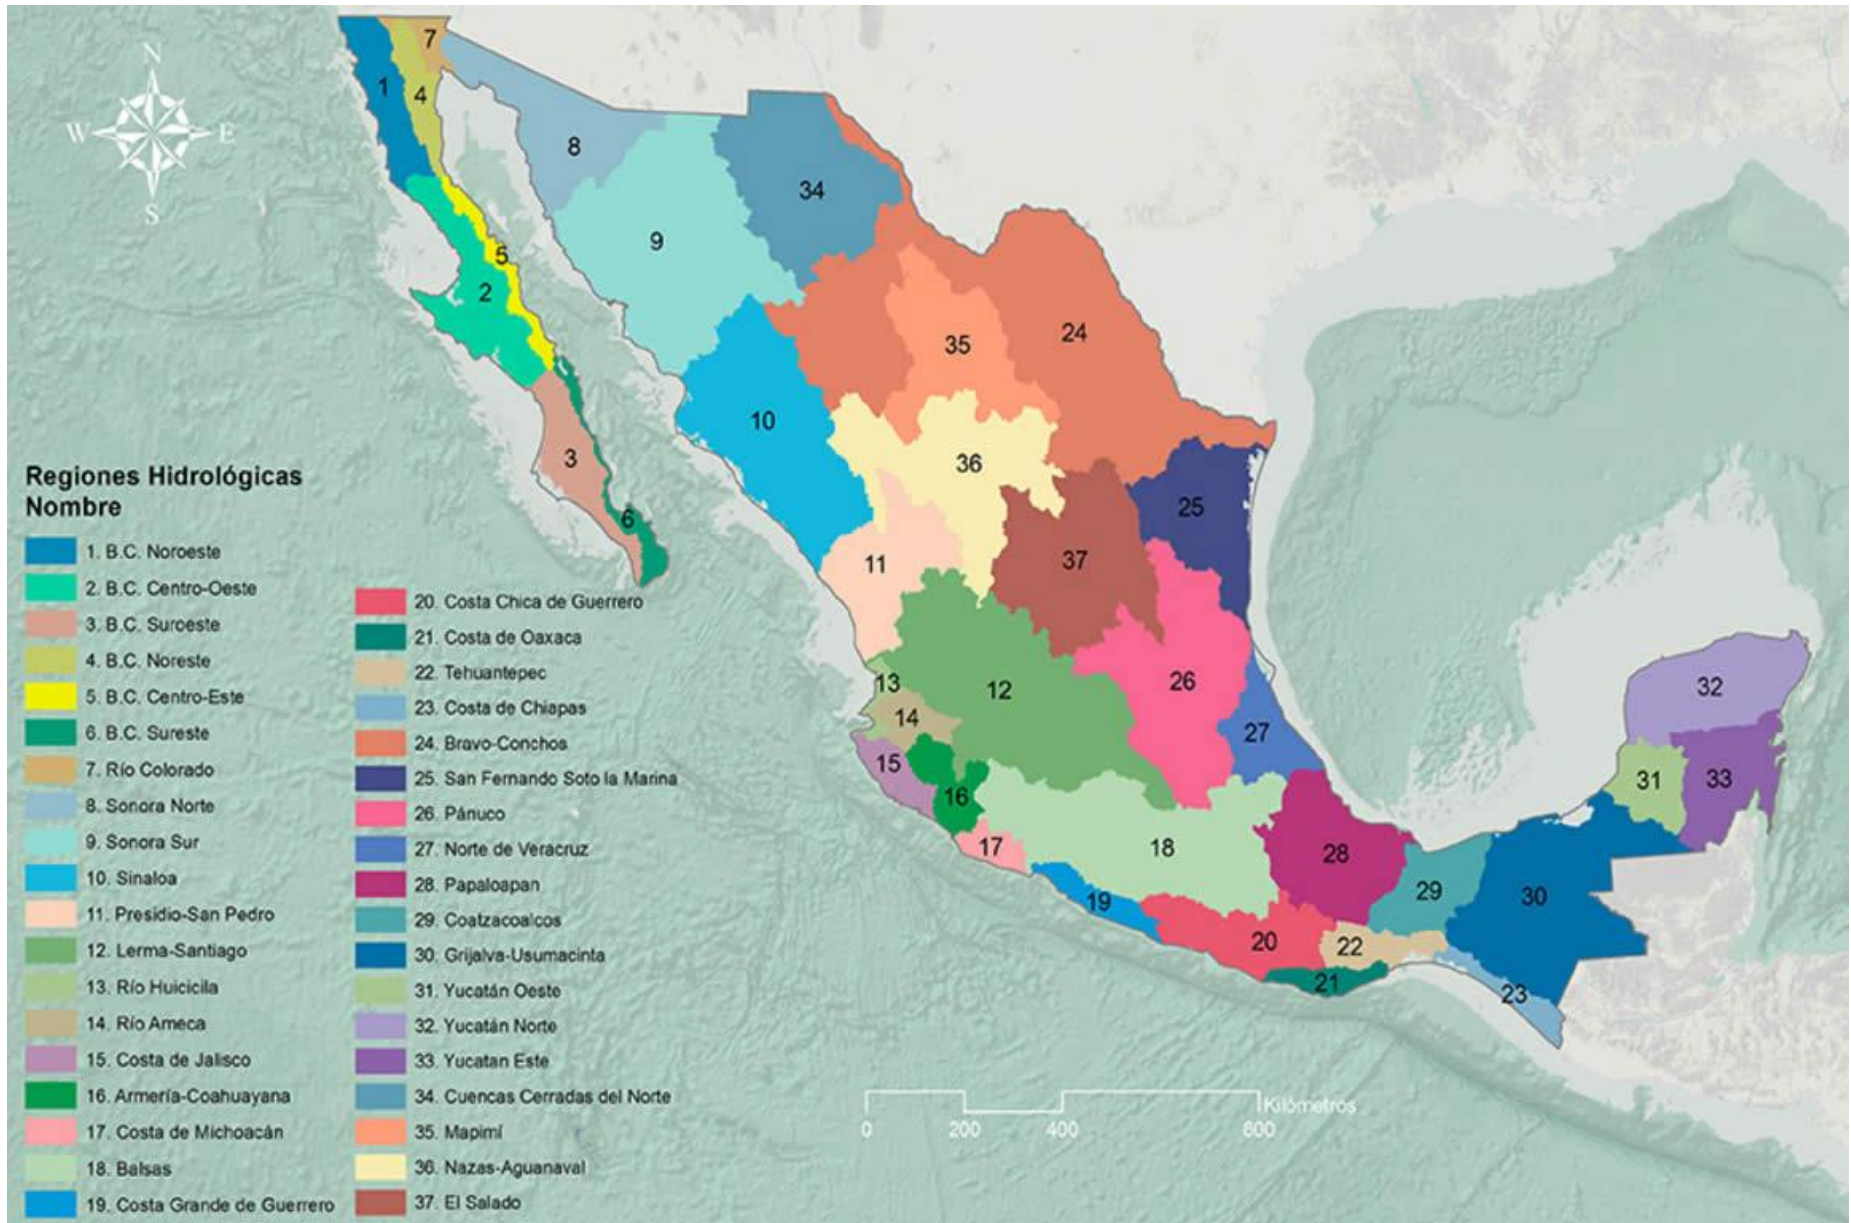 N
W E
S
7
1
4
8
34
9
5
2
24
35
10
3
36
25
6
11
37
13
12
26
32
14
27
15
31
33
16
17
18
28
29
30
19
20
22
21
23
Regiones Hidrológicas
Nombre
1. B.C. Noroeste
2. B.C. Centro-Oeste
3. B.C. Suroeste
4. B.C. Noreste
5. B.C. Centro-Este
6. B.C. Sureste
7. Río Colorado
8. Sonora Norte
9. Sonora Sur
10. Sinaloa
11. Presidio-San Pedro
12. Lerma-Santiago
13. Río Huicicila
14. Río Ameca
15. Costa de Jalisco
16. Armería-Coahuayana
17. Costa de Michoacán
18. Balsas
19. Costa Grande de Guerrero
20. Costa Chica de Guerrero
21. Costa de Oaxaca
22. Tehuantepec
23. Costa de Chiapas
24. Bravo-Conchos
25. San Fernando Soto la Marina
26. Pánuco
27. Norte de Veracruz
28. Papaloapan
29. Coatzacoalcos
30. Grijalva-Usumacinta
31. Yucatán Oeste
32. Yucatán Norte
33. Yucatan Este
34. Cuencas Cerradas del Norte
35. Mapimí
36. Nazas-Aguanaval
37. El Salado
Kilómetros
0 200 400 800